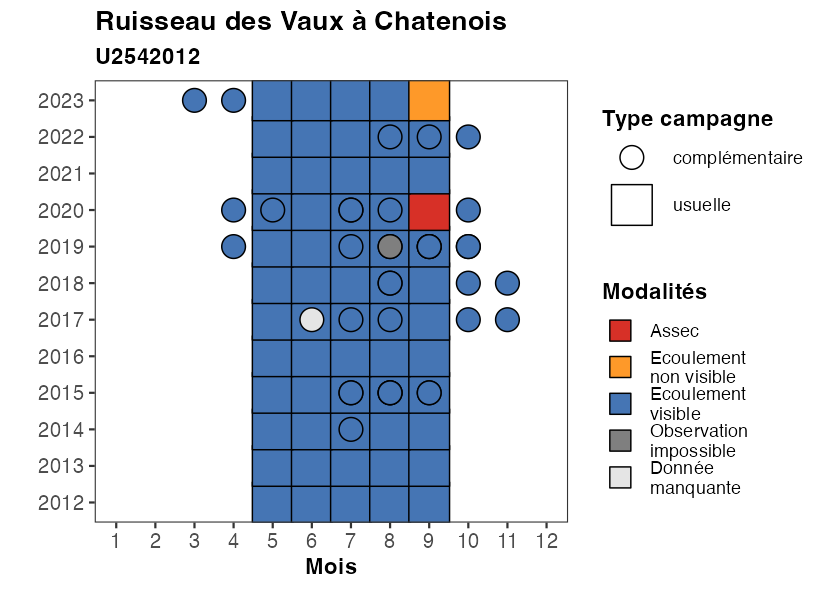 Ruisseau des Vaux à Chatenois
U2542012
2023
2022
2021
2020
2019
2018
2017
2016
2015
2014
2013
2012
1 2 3 4 5 6 7 8 9 10 11 12
Mois
Type campagne
complémentaire
usuelle
Modalités
Assec
Ecoulement
non visible
Ecoulement
visible
Observation
impossible
Donnée
manquante